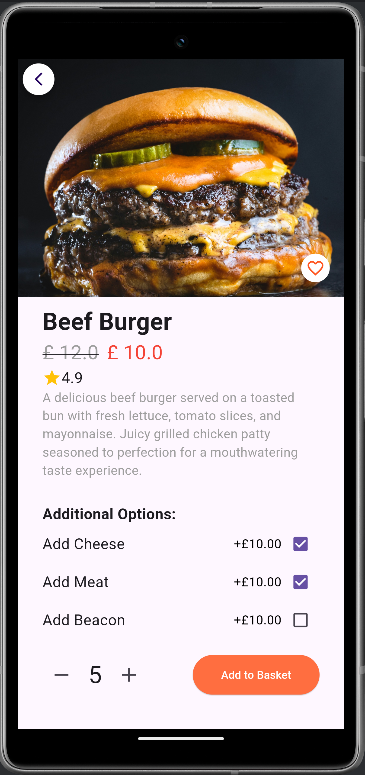 Beef Burger
£ 12.0 £ 10.0
4.9
A delicious beef burger served on a toasted
bun with fresh lettuce, tomato slices, and
mayonnaise. Juicy grilled chicken patty
seasoned to perfection for a mouthwatering
taste experience.
Additional Options:
Add Cheese +£10.00
Add Meat +£10.00
Add Beacon +£10.00
5 Add to Basket